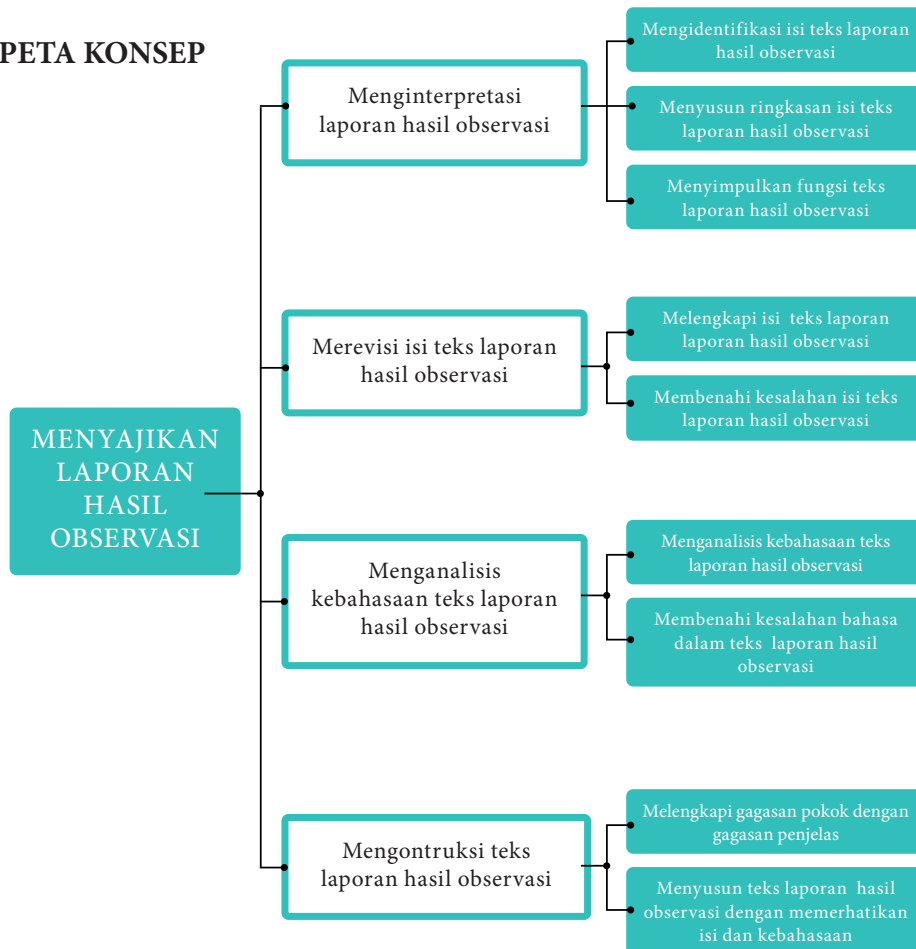 PETA KONSEP
MENYAJIKAN
LAPORAN
HASIL
OBSERVASI
Menginterpretasi
laporan hasil observasi
Mengidentifikasi isi teks laporan
hasil observasi
Menyusun ringkasan isi teks
laporan hasil observasi
Menyimpulkan fungsi teks
laporan hasil observasi
Merevisi isi teks laporan
hasil observasi
Melengkapi isi teks laporan
laporan hasil observasi
Membenahi kesalahan isi teks
laporan hasil observasi
Menganalisis
kebahasaan teks laporan
hasil observasi
Menganalisis kebahasaan teks
laporan hasil observasi
Membenahi kesalahan bahasa
dalam teks laporan hasil
observasi
Mengontruksi teks
laporan hasil observasi
Melengkapi gagasan pokok dengan
gagasan penjelas
Menyusun teks laporan hasil
observasi dengan memerhatikan
isi dan kebahasaan